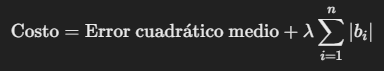 Costo = Error cuadrático medio + λ ∑_{i=1}^{n} |b_i|